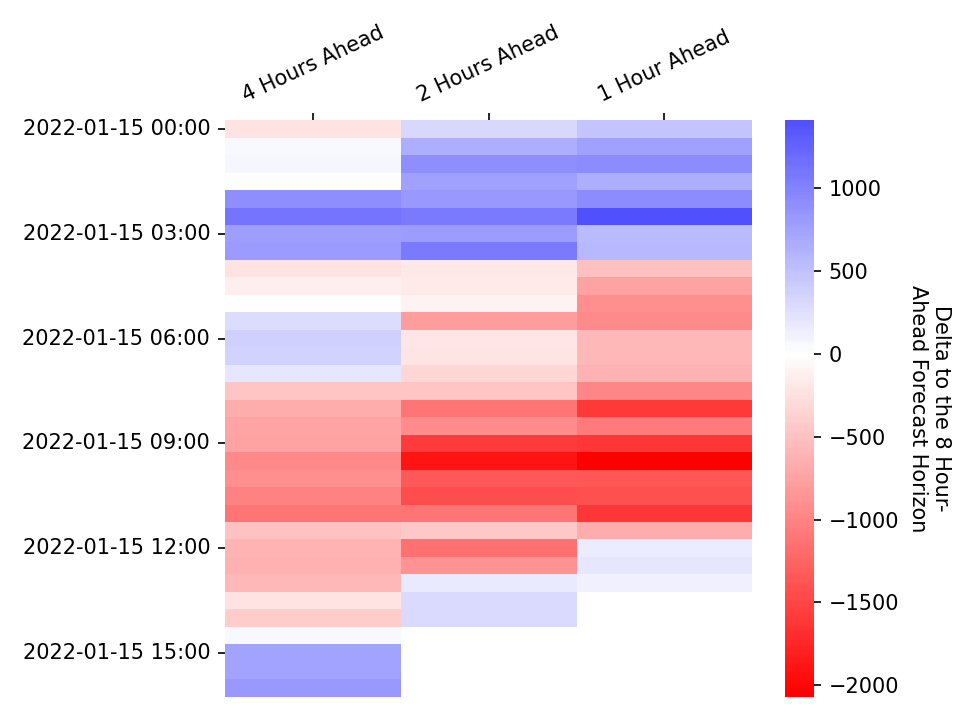 4 Hours Ahead
2 Hours Ahead
1 Hour Ahead
2022-01-15 00:00
2022-01-15 03:00
2022-01-15 06:00
2022-01-15 09:00
2022-01-15 12:00
2022-01-15 15:00
1000
500
0
−500
−1000
−1500
−2000
Delta to the 8 Hour-
Ahead Forecast Horizon